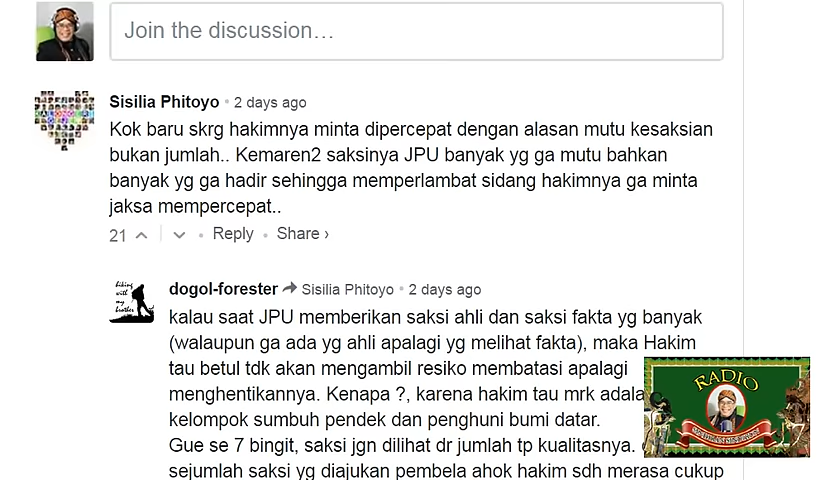 Join the discussion...
Sisilia Phitoyo • 2 days ago
Kok baru skrg hakimnya minta dipercepat dengan alasan mutu kesaksian
bukan jumlah.. Kemaren2 saksinya JPU banyak yg ga mutu bahkan
banyak yg ga hadir sehingga memperlambat sidang hakimnya ga minta
jaksa mempercepat..
21 • Reply • Share ›
dogol-forester Sisilia Phitoyo • 2 days ago
hiking
with
my
brother
kalau saat JPU memberikan saksi ahli dan saksi fakta yg banyak
(walaupun ga ada yg ahli apalagi yg melihat fakta), maka Hakim
tau betul tdk akan mengambil resiko membatasi apalagi
menghentikannya. Kenapa ?, karena hakim tau mrk adala
kelompok sumbuh pendek dan penghuni bumi datar.
Gue se 7 bingit, saksi jgn dilihat dr jumlah tp kualitasnya.
sejumlah saksi yg diajukan pembela ahok hakim sdh merasa cukup
RADIO